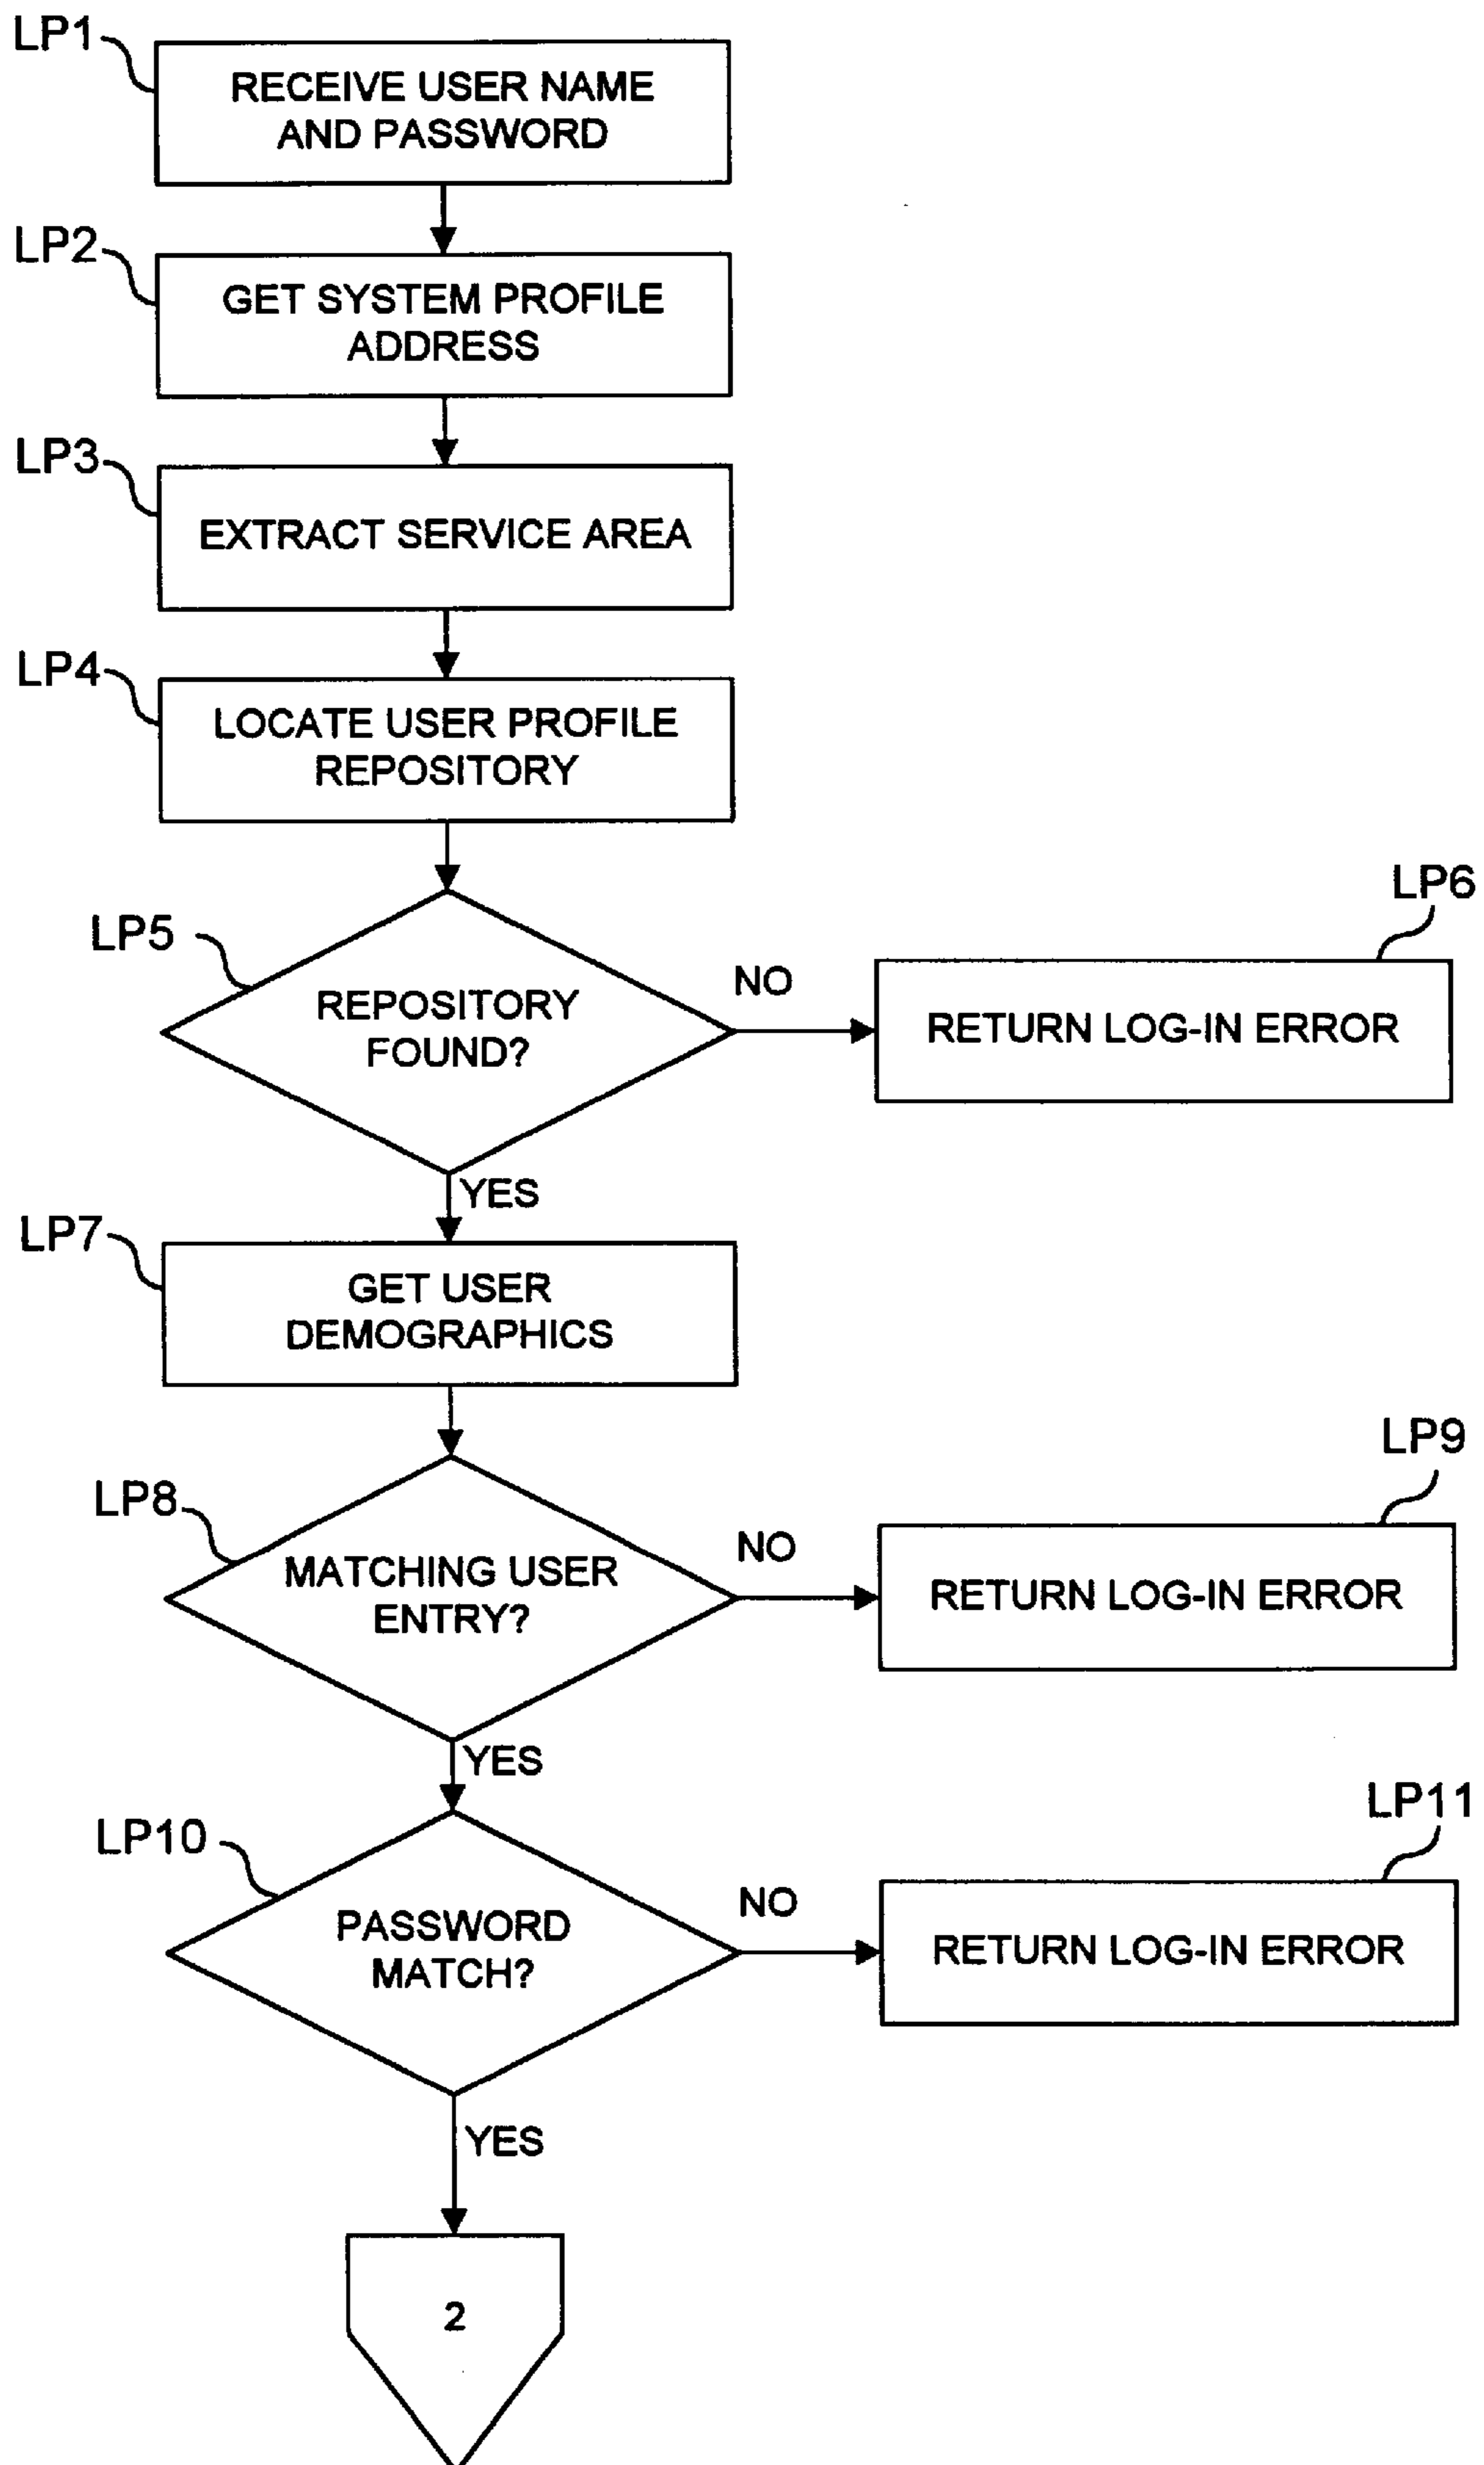 LP1
RECEIVE USER NAME
AND PASSWORD
LP2
GET SYSTEM PROFILE
ADDRESS
LP3
EXTRACT SERVICE AREA
LP4
LOCATE USER PROFILE
REPOSITORY
LP5
REPOSITORY
FOUND?
NO
LP6
RETURN LOG-IN ERROR
YES
LP7
GET USER
DEMOGRAPHICS
LP8
MATCHING USER
ENTRY?
NO
LP9
RETURN LOG-IN ERROR
YES
LP10
PASSWORD
MATCH?
NO
LP11
RETURN LOG-IN ERROR
YES
2